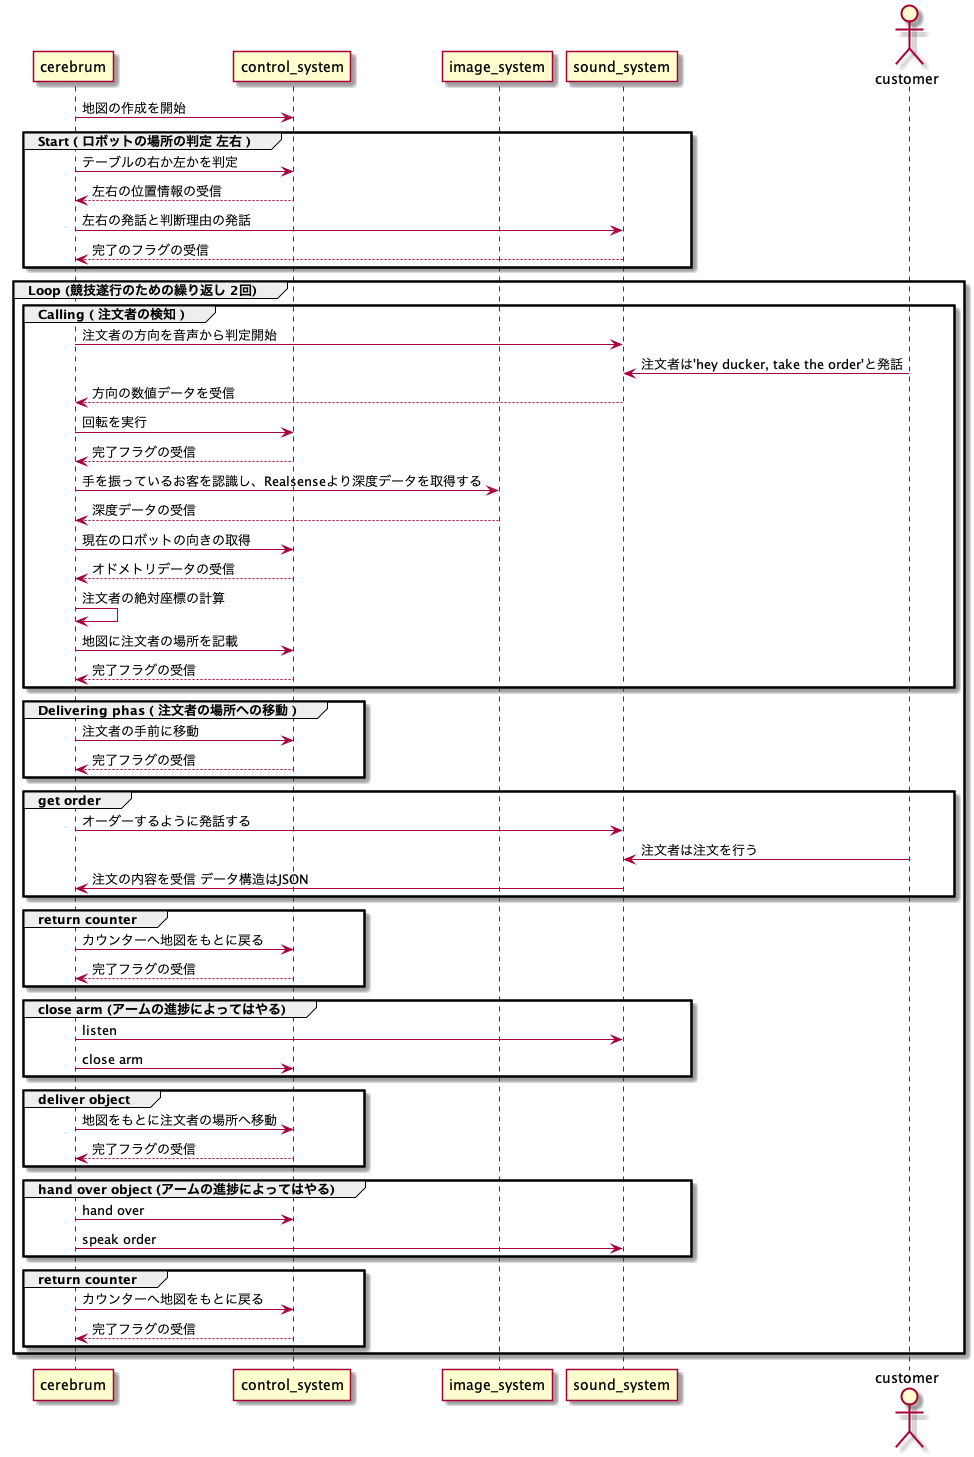 customer
cerebrum control_system image_system sound_system
地図の作成を開始
Start ( ロボットの場所の判定 左右 )
テーブルの右か左かを判定
左右の位置情報の受信
左右の発話と判断理由の発話
完了のフラグの受信
Loop (競技遂行のための繰り返し 2回)
Calling ( 注文者の検知 )
注文者の方向を音声から判定開始
注文者は'hey ducker, take the order'と発話
方向の数値データを受信
回転を実行
完了フラグの受信
手を振っているお客を認識し、Realsenseより深度データを取得する
深度データの受信
現在のロボットの向きの取得
オドメトリデータの受信
注文者の絶対座標の計算
地図に注文者の場所を記載
完了フラグの受信
Delivering phas ( 注文者の場所への移動 )
注文者の手前に移動
完了フラグの受信
get order
オーダーするように発話する
注文者は注文を行う
注文の内容を受信 データ構造はJSON
return counter
カウンターへ地図をもとに戻る
完了フラグの受信
close arm (アームの進捗によってはやる)
listen
close arm
deliver object
地図をもとに注文者の場所へ移動
完了フラグの受信
hand over object (アームの進捗によってはやる)
hand over
speak order
return counter
カウンターへ地図をもとに戻る
完了フラグの受信
cerebrum control_system image_system sound_system
customer